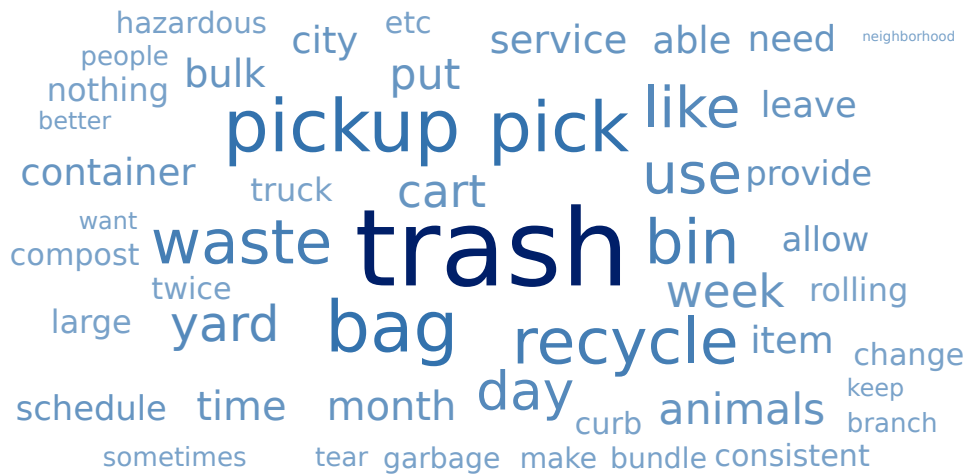 hazardous city etc service able need neighborhood
people bulk put
nothing pickup pick like leave
better
container truck cart use provide
want waste trash bin allow
compost
twice week rolling
large yard bag recycle item change
schedule time month day animals keep
curb branch
sometimes tear garbage make bundle consistent